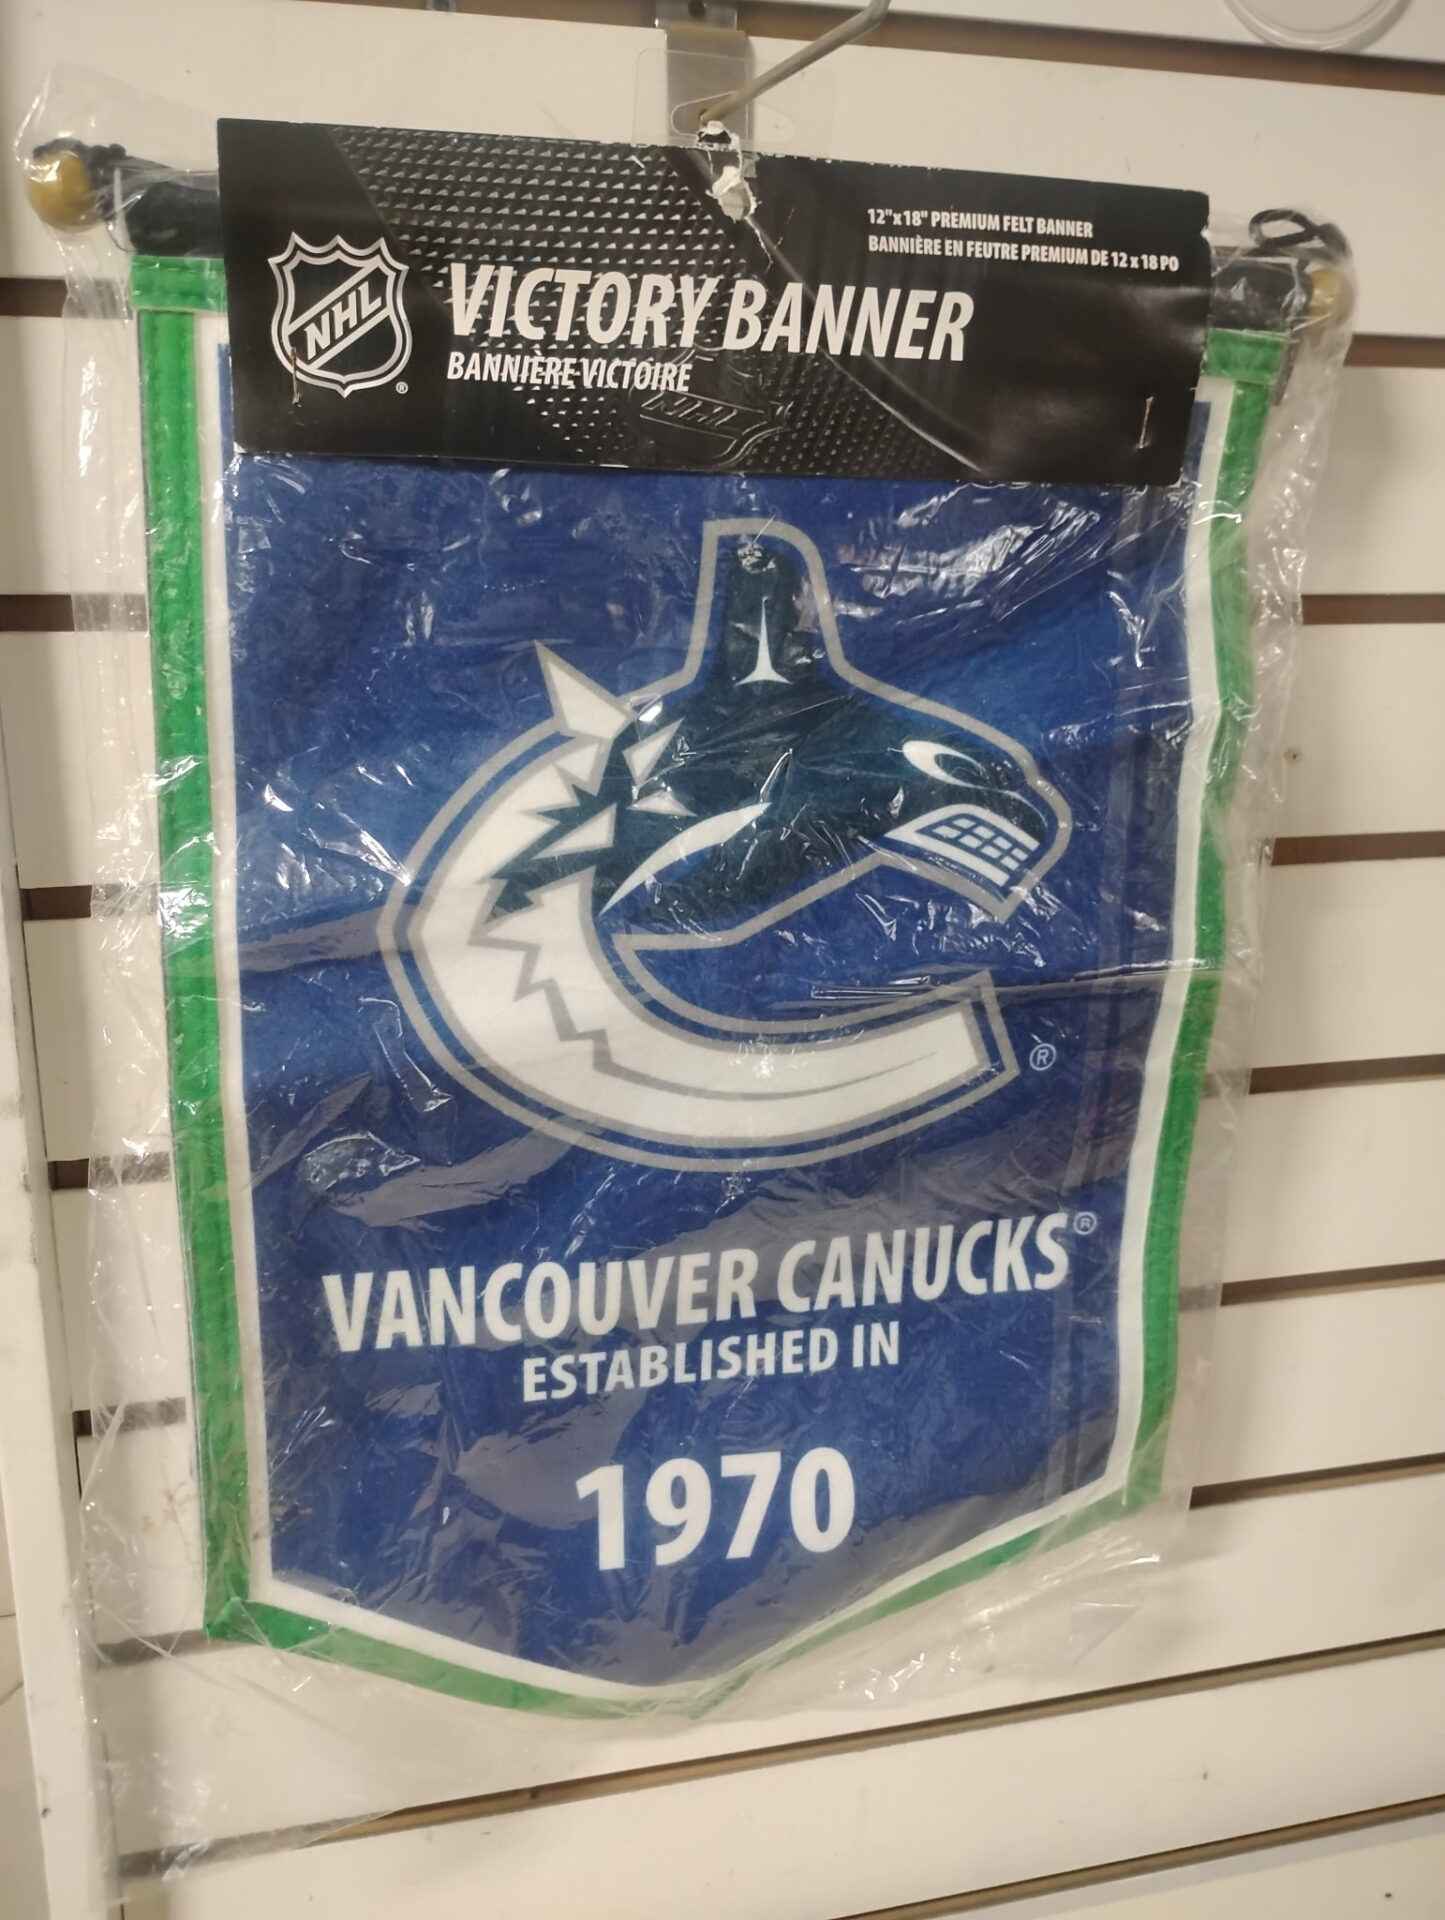 12"x18" PREMIUM FELT BANNER
BANNIÈRE EN FEUTRE PREMIUM DE 12 x 18 PO
NHL
®
VICTORY BANNER
BANNIÈRE VICTOIRE
NHL
®
VANCOUVER CANUCKS®
ESTABLISHED IN
1970